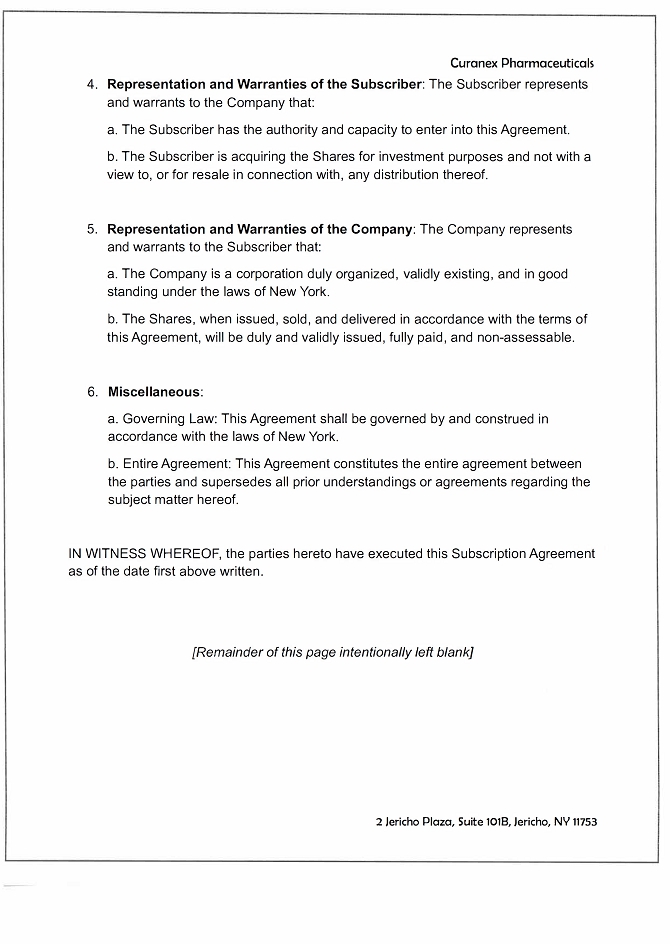 Curanex Pharmaceuticals
4. Representation and Warranties of the Subscriber: The Subscriber represents
and warrants to the Company that:
a. The Subscriber has the authority and capacity to enter into this Agreement.
b. The Subscriber is acquiring the Shares for investment purposes and not with a
view to, or for resale in connection with, any distribution thereof.
5. Representation and Warranties of the Company: The Company represents
and warrants to the Subscriber that:
a. The Company is a corporation duly organized, validly existing, and in good
standing under the laws of New York.
b. The Shares, when issued, sold, and delivered in accordance with the terms of
this Agreement, will be duly and validly issued, fully paid, and non-assessable.
6. Miscellaneous:
a. Governing Law: This Agreement shall be governed by and construed in
accordance with the laws of New York.
b. Entire Agreement: This Agreement constitutes the entire agreement between
the parties and supersedes all prior understandings or agreements regarding the
subject matter hereof.
IN WITNESS WHEREOF, the parties hereto have executed this Subscription Agreement
as of the date first above written.
[Remainder of this page intentionally left blank]
2 Jericho Plaza, Suite 101B, Jericho, NY 11753